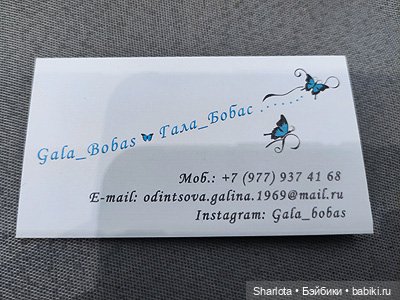 Gala_Bobas Гала_Бобас .......
Моб.: +7 (977) 937 41 68
E-mail: odintsova.galina.1969@mail.ru
Instagram: Gala_bobas
Sharlota • Бэйбики • babiki.ru